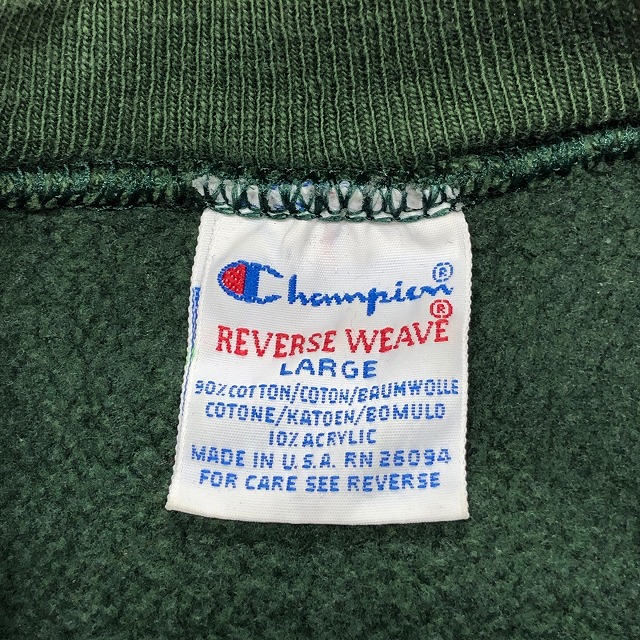 Champion®
REVERSE WEAVE®
LARGE
90% COTTON/COTON/BAUMWOLLE
COTONE/KATOEN/BOMULD
10% ACRYLIC
MADE IN U.S.A. RN 26094
FOR CARE SEE REVERSE